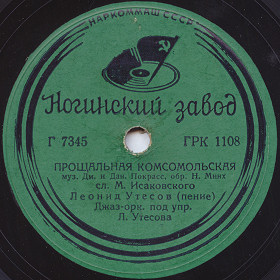 НАРКОММАШ СССР
Ногинский завод
Г 7345 ГРК 1108
ПРОЩАЛЬНАЯ КОМСОМОЛЬСКАЯ
муз. Дм. и Дан. Покрасс, обр. Н. Минх
сл. М. Исаковского
Леонид Утесов (пение)
Джаз-орк. под упр.
Л. Утесова